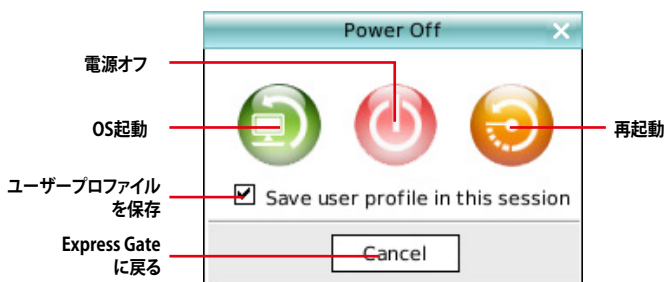 Power Off
電源オフ
OS起動
再起動
ユーザープロファイル
を保存
Save user profile in this session
Express Gate
に戻る
Cancel